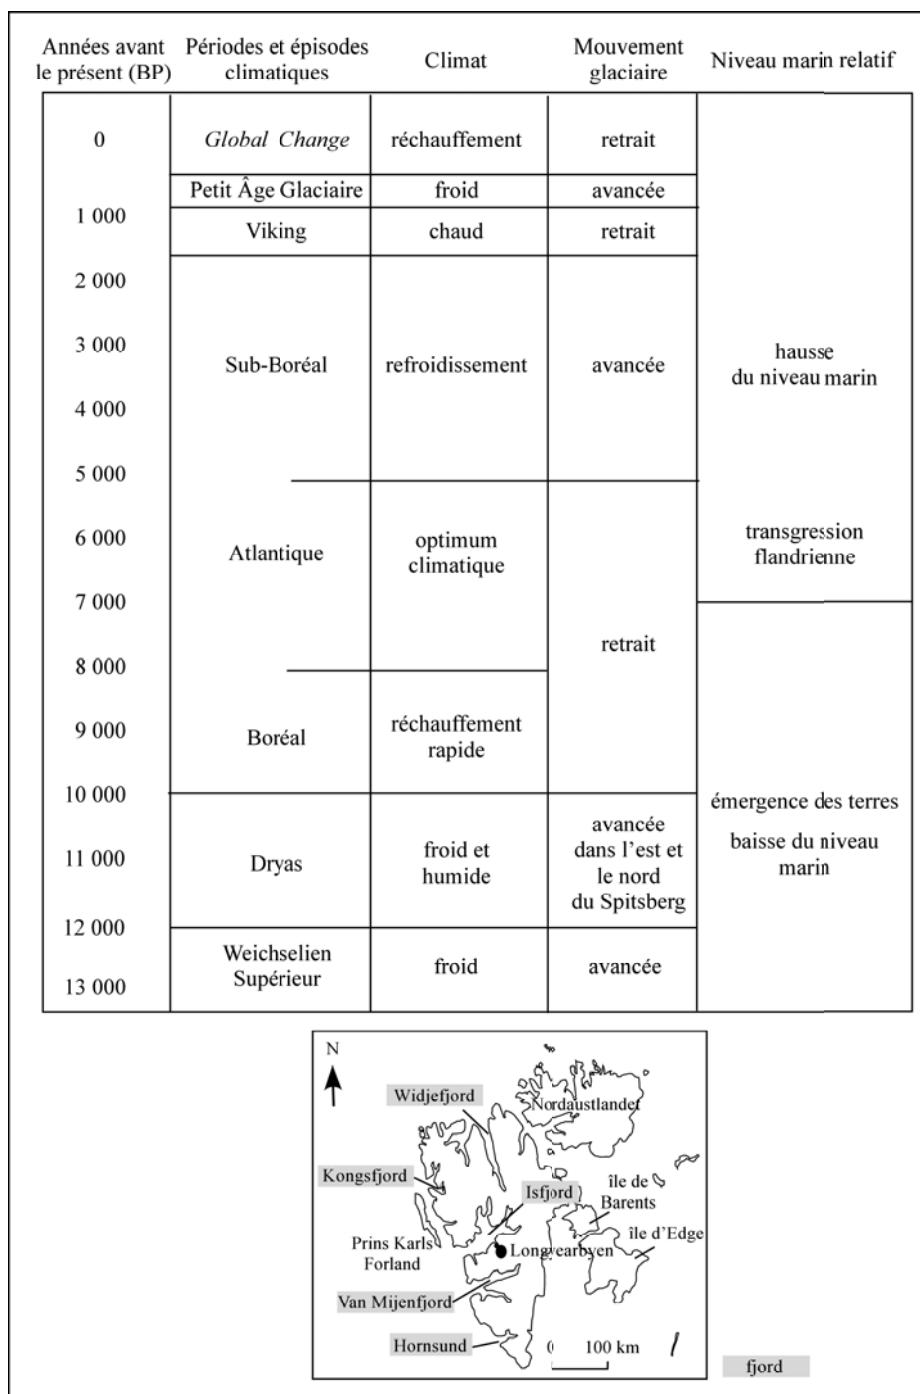 Années avant
le présent (BP)
Périodes et épisodes
climatiques
Climat
Mouvement
glaciaire
Niveau marin relatif
0
Global Change
réchauffement
retrait
Petit Âge Glaciaire
froid
avancée
1 000
Viking
chaud
retrait
2 000
3 000
Sub-Boréal
refroidissement
avancée
hausse
du niveau marin
4 000
5 000
6 000
Atlantique
optimum
climatique
transgression
flandrienne
7 000
retrait
8 000
9 000
Boréal
réchauffement
rapide
10 000
émergence des terres
baisse du niveau
marin
11 000
Dryas
froid et
humide
avancée
dans l'est et
le nord
du Spitsberg
12 000
Weichselien
Supérieur
froid
avancée
13 000
N
Widjefjord
Nordaustlandet
Kongsfjord
Isfjord
île de
Barents
île d'Edge
Prins Karls
Forland
Longyearbyen
Van Mijenfjord
Hornsund
0 100 km
fjord